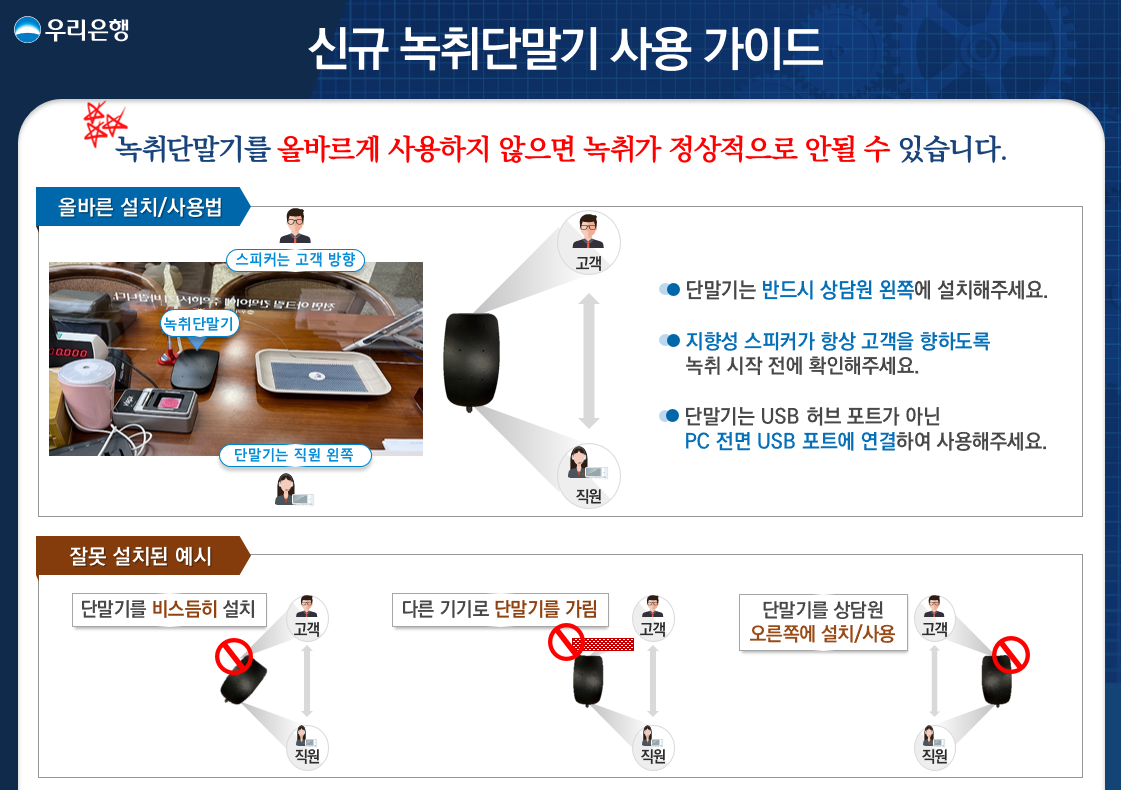 우리은행
신규 녹취단말기 사용 가이드
녹취단말기를 올바르게 사용하지 않으면 녹취가 정상적으로 안될 수 있습니다.
올바른 설치/사용법
스피커는 고객 방향
녹취단말기
단말기는 직원 왼쪽
고객
직원
단말기는 반드시 상담원 왼쪽에 설치해주세요.
지향성 스피커가 항상 고객을 향하도록
녹취 시작 전에 확인해주세요.
단말기는 USB 허브 포트가 아닌
PC 전면 USB 포트에 연결하여 사용해주세요.
잘못 설치된 예시
단말기를 비스듬히 설치
고객
직원
다른 기기로 단말기를 가림
고객
직원
단말기를 상담원
오른쪽에 설치/사용
고객
직원